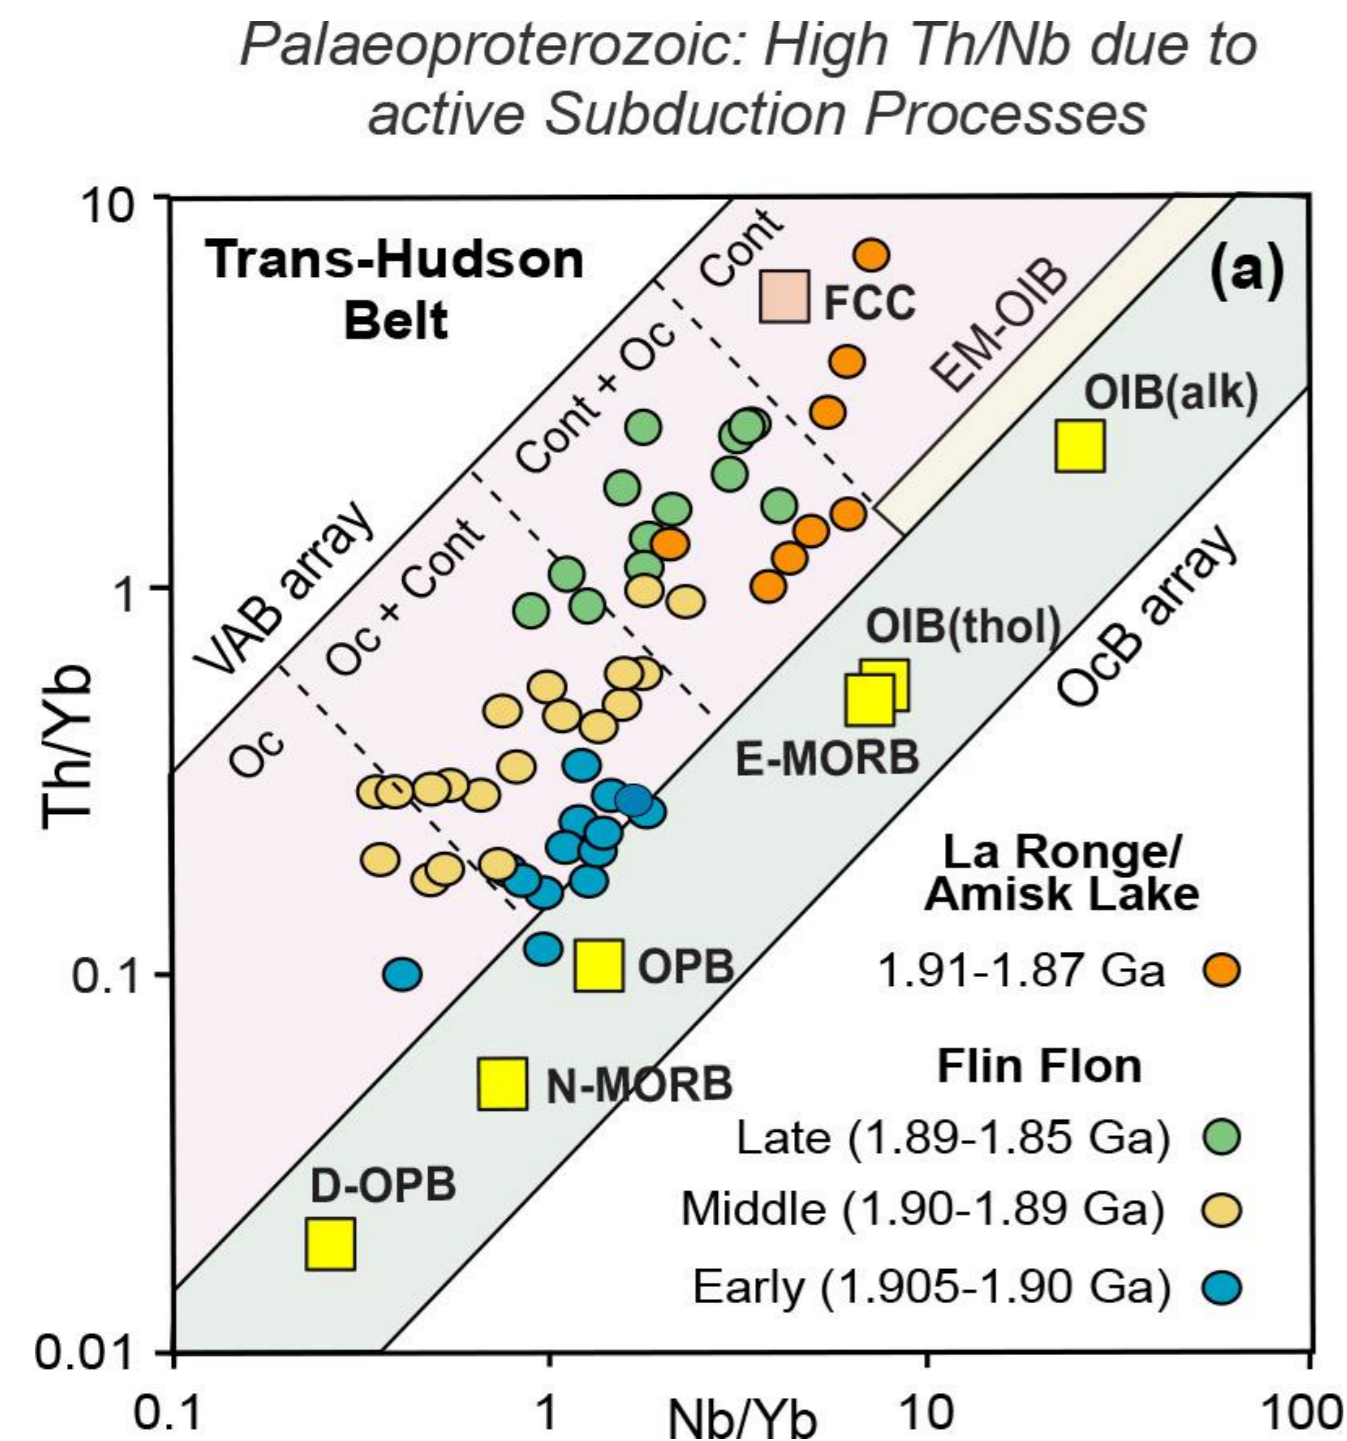 Palaeoproterozoic: High Th/Nb due to
active Subduction Processes
10
1
0.1
0.01
Th/Yb
Trans-Hudson
Belt
(a)
Cont
Cont + Oc
Oc + Cont
Oc
VAB array
FCC
EM-OIB
OIB(alk)
OIB(thol)
OcB array
E-MORB
OPB
N-MORB
D-OPB
La Ronge/
Amisk Lake
1.91-1.87 Ga
Flin Flon
Late (1.89-1.85 Ga)
Middle (1.90-1.89 Ga)
Early (1.905-1.90 Ga)
0.1
1
Nb/Yb
10
100